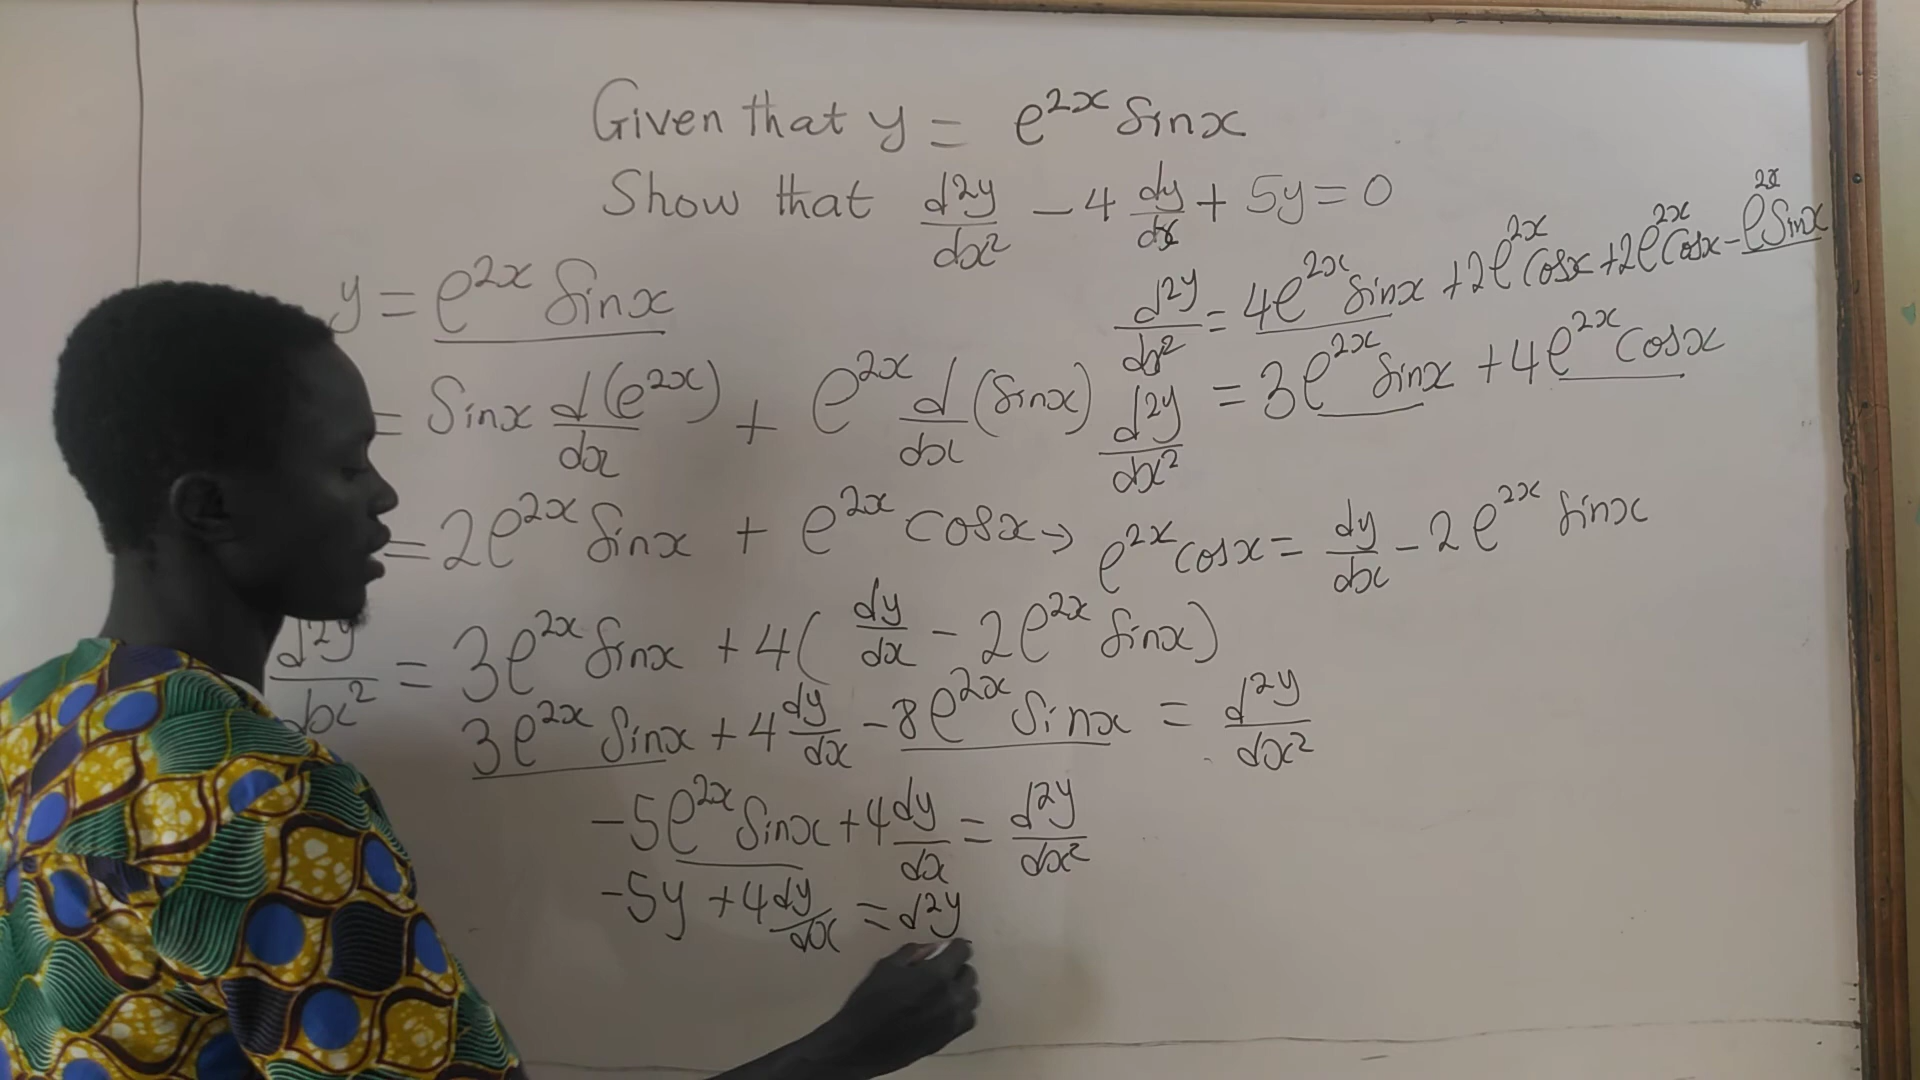 Given that y = e^2x Sinx
Show that d²y/dx² - 4 dy/dx + 5y = 0
y = e^2x Sinx
= Sinx d(e^2x)/dx + e^2x d/dx (Sinx)
= 2e^2x Sinx + e^2x cosx →
d²y/dx² = 4e^2x Sinx + 2e^2x Cosx + 2e^2x Cosx - e^2x Sinx
d²y/dx² = 3e^2x Sinx + 4e^2x cosx
e^2x cosx = dy/dx - 2e^2x Sinx
d²y/dx² = 3e^2x Sinx + 4( dy/dx - 2e^2x Sinx)
3e^2x Sinx + 4 dy/dx - 8e^2x Sinx = d²y/dx²
-5e^2x Sinx + 4 dy/dx = d²y/dx²
-5y + 4 dy/dx = d²y